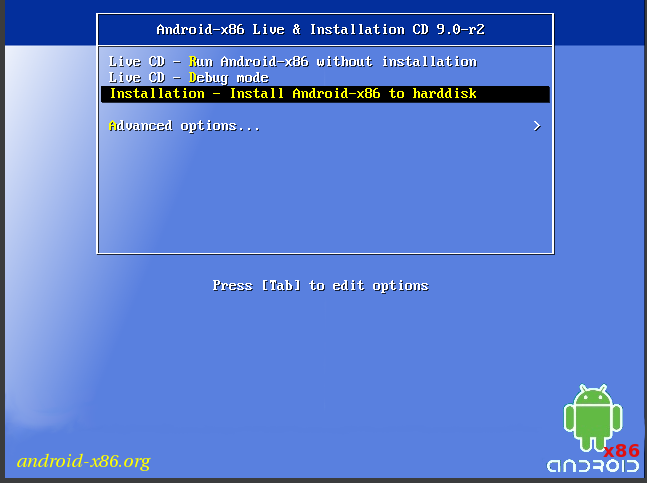 Android-x86 Live & Installation CD 9.0-r2
Live CD - Run Android-x86 without installation
Live CD - Debug mode
Installation - Install Android-x86 to harddisk
Advanced options... >
Press [Tab] to edit options
x86
android-x86.org
ANDROID